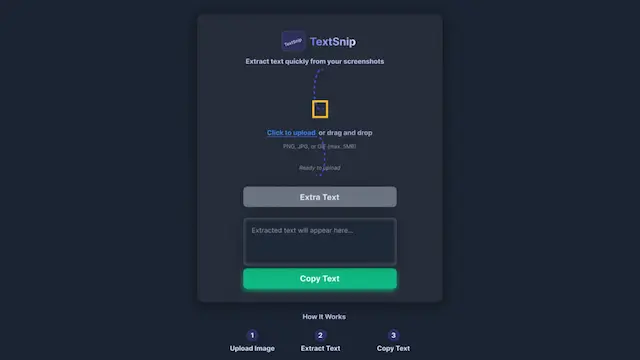 TextSnip
TextSnip
Extract text quickly from your screenshots
Click to upload or drag and drop
PNG, JPG, or GIF (max. 5MB)
Ready to upload
Extra Text
Extracted text will appear here...
Copy Text
How It Works
1 2 3
Upload Image Extract Text Copy Text